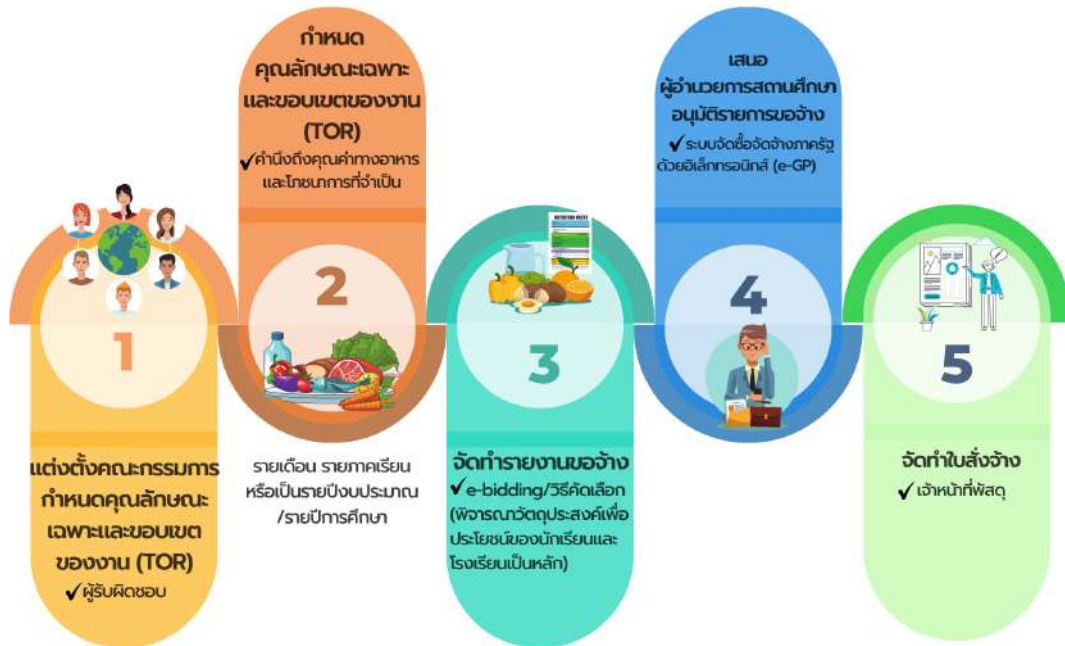 1
แต่งตั้งคณะกรรมการ
กำหนดคุณลักษณะ
เฉพาะและขอบเขต
ของงาน (TOR)
✓ผู้รับผิดชอบ
กำหนด
คุณลักษณะเฉพาะ
และขอบเขตของงาน
(TOR)
✓คำนึงถึงคุณค่าทางอาหาร
และโภชนาการที่จำเป็น
2
รายเดือน รายภาคเรียน
หรือเป็นรายปีงบประมาณ
/รายปีการศึกษา
NUTRITION FACTS
3
จัดทำรายงานขอจ้าง
✓e-bidding/วิธีคัดเลือก
(พิจารณาวัตถุประสงค์เพื่อ
ประโยชน์ของนักเรียนและ
โรงเรียนเป็นหลัก)
เสนอ
ผู้อำนวยการสถานศึกษา
อนุมัติรายการขอจ้าง
✓ระบบจัดซื้อจัดจ้างภาครัฐ
ด้วยอิเล็กทรอนิกส์ (e-GP)
4
5
จัดทำใบสั่งจ้าง
✓เจ้าหน้าที่พัสดุ